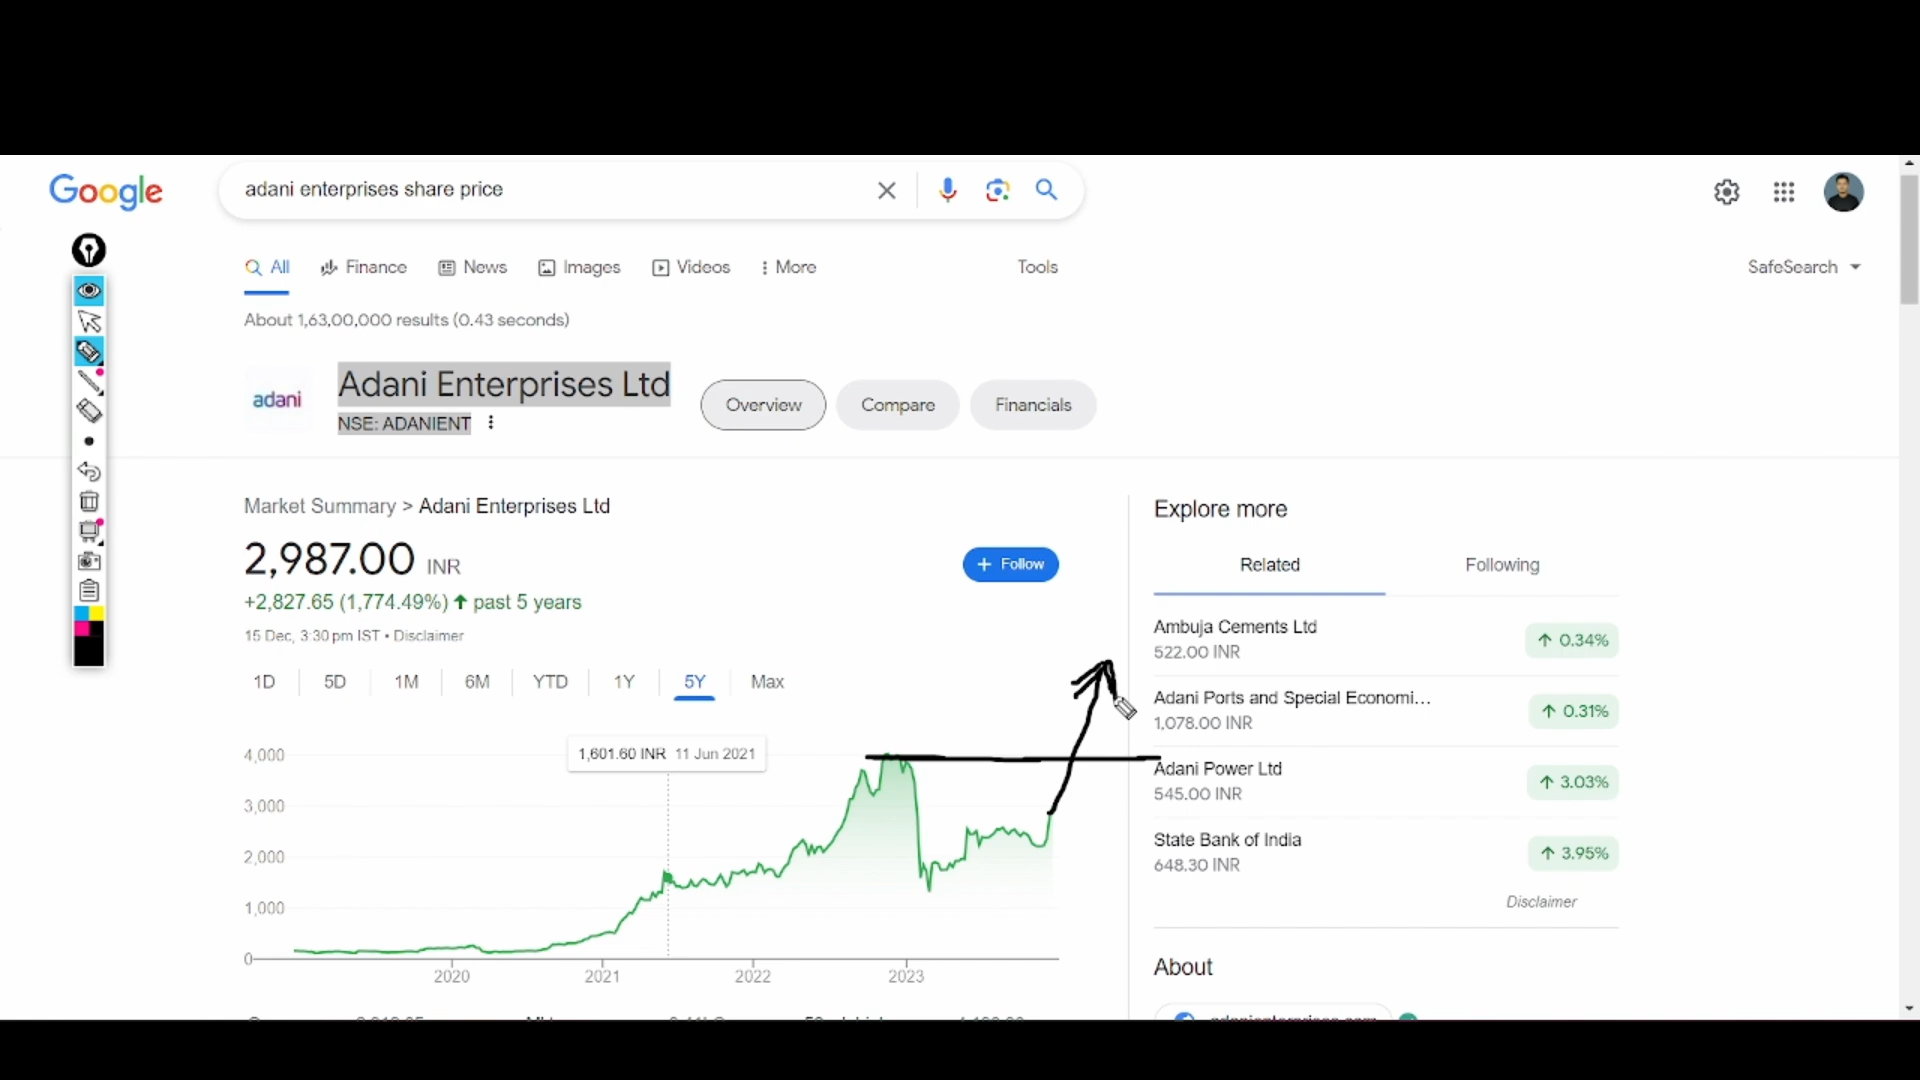 Google
adani enterprises share price
All Finance News Images Videos More Tools SafeSearch
About 1,63,00,000 results (0.43 seconds)
adani
Adani Enterprises Ltd
NSE: ADANIENT
Overview Compare Financials
Market Summary > Adani Enterprises Ltd
2,987.00 INR
+ Follow
+2,827.65 (1,774.49%) past 5 years
15 Dec, 3:30 pm IST • Disclaimer
1D 5D 1M 6M YTD 1Y 5Y Max
1,601.60 INR 11 Jun 2021
4,000
3,000
2,000
1,000
0
2020 2021 2022 2023
Explore more
Related Following
Ambuja Cements Ltd
522.00 INR
0.34%
Adani Ports and Special Economi...
1,078.00 INR
0.31%
Adani Power Ltd
545.00 INR
3.03%
State Bank of India
648.30 INR
3.95%
Disclaimer
About